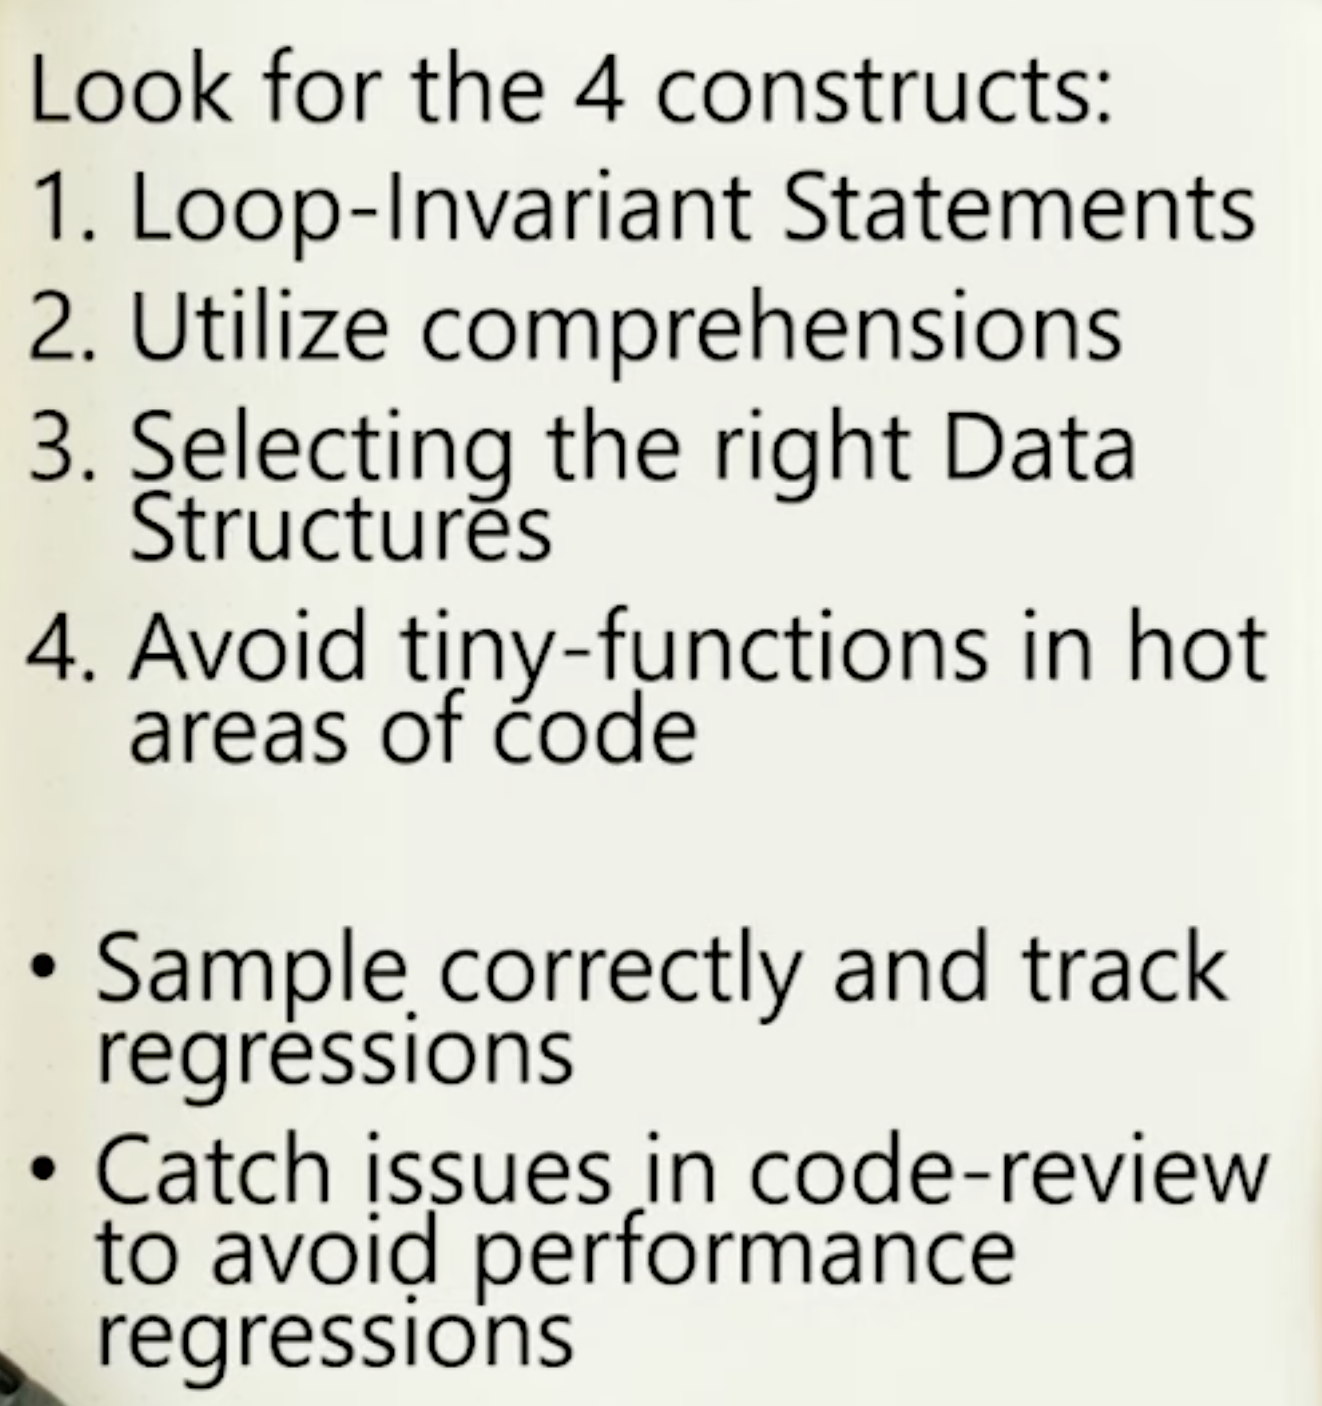 Look for the 4 constructs:
1. Loop-Invariant Statements
2. Utilize comprehensions
3. Selecting the right Data
Structures
4. Avoid tiny-functions in hot
areas of code
• Sample correctly and track
regressions
• Catch issues in code-review
to avoid performance
regressions